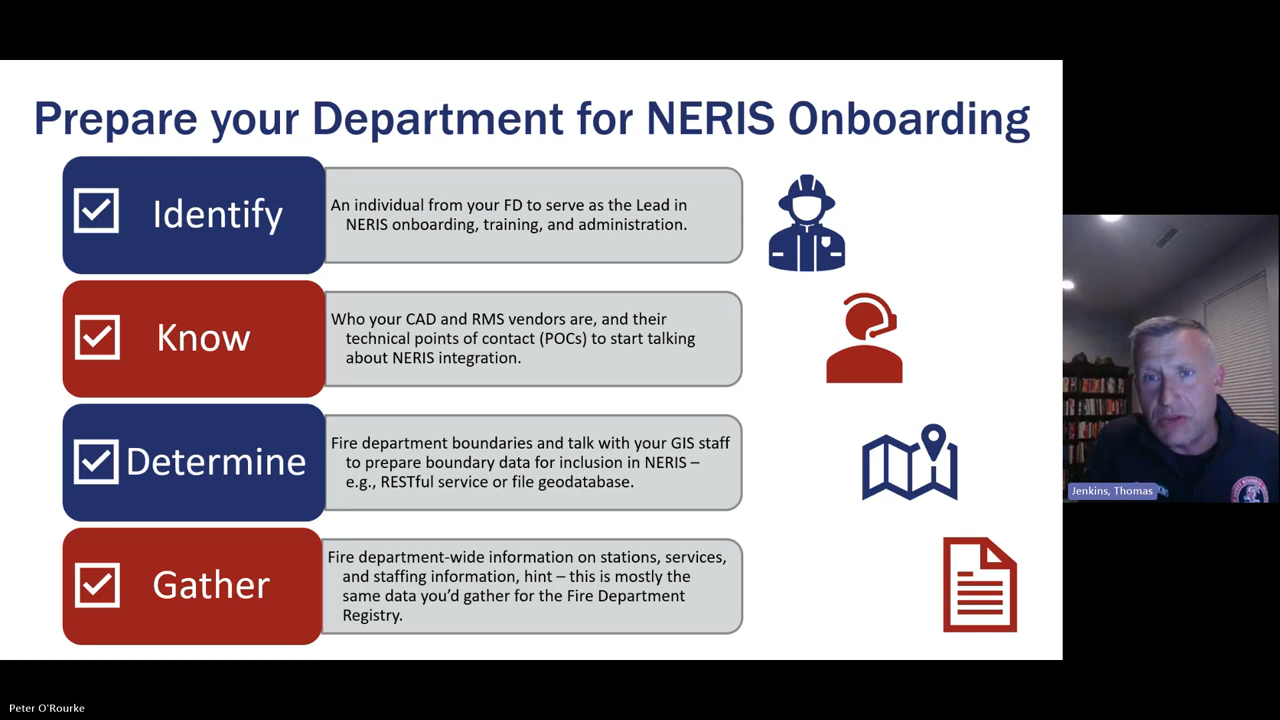 Prepare your Department for NERIS Onboarding
Identify
An individual from your FD to serve as the Lead in
NERIS onboarding, training, and administration.
Know
Who your CAD and RMS vendors are, and their
technical points of contact (POCs) to start talking
about NERIS integration.
Determine
Fire department boundaries and talk with your GIS staff
to prepare boundary data for inclusion in NERIS –
e.g., RESTful service or file geodatabase.
Gather
Fire department-wide information on stations, services,
and staffing information, hint – this is mostly the
same data you’d gather for the Fire Department
Registry.
Jenkins, Thomas
Peter O'Rourke